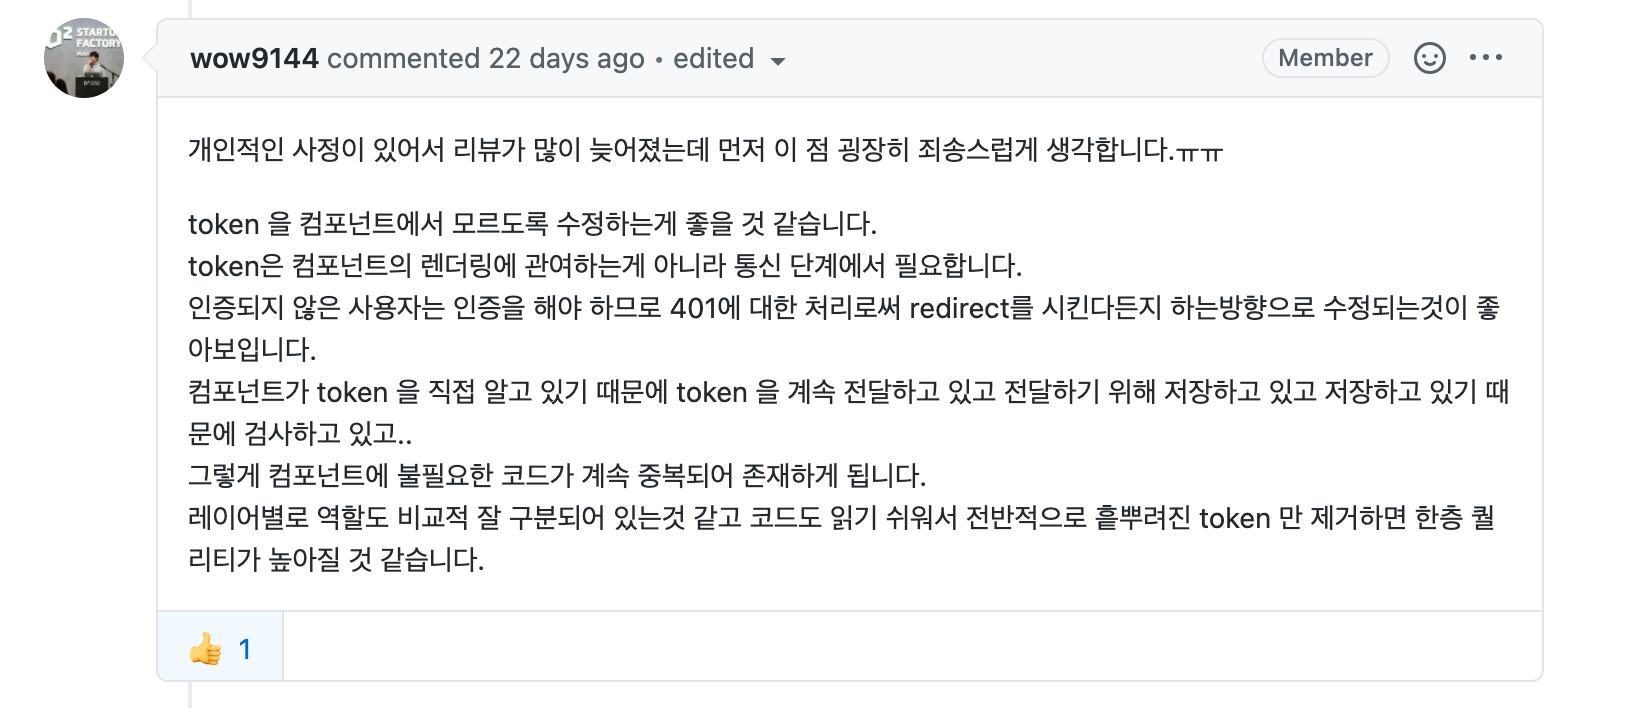 STARTU
FACTORY
wow9144 commented 22 days ago • edited
Member
개인적인 사정이 있어서 리뷰가 많이 늦어졌는데 먼저 이 점 굉장히 죄송스럽게 생각합니다.ㅠㅠ
token 을 컴포넌트에서 모르도록 수정하는게 좋을 것 같습니다.
token은 컴포넌트의 렌더링에 관여하는게 아니라 통신 단계에서 필요합니다.
인증되지 않은 사용자는 인증을 해야 하므로 401에 대한 처리로써 redirect를 시킨다든지 하는방향으로 수정되는것이 좋
아보입니다.
컴포넌트가 token 을 직접 알고 있기 때문에 token 을 계속 전달하고 있고 전달하기 위해 저장하고 있고 저장하고 있기 때
문에 검사하고 있고..
그렇게 컴포넌트에 불필요한 코드가 계속 중복되어 존재하게 됩니다.
레이어별로 역할도 비교적 잘 구분되어 있는것 같고 코드도 읽기 쉬워서 전반적으로 흩뿌려진 token 만 제거하면 한층 퀄
리티가 높아질 것 같습니다.
👍 1